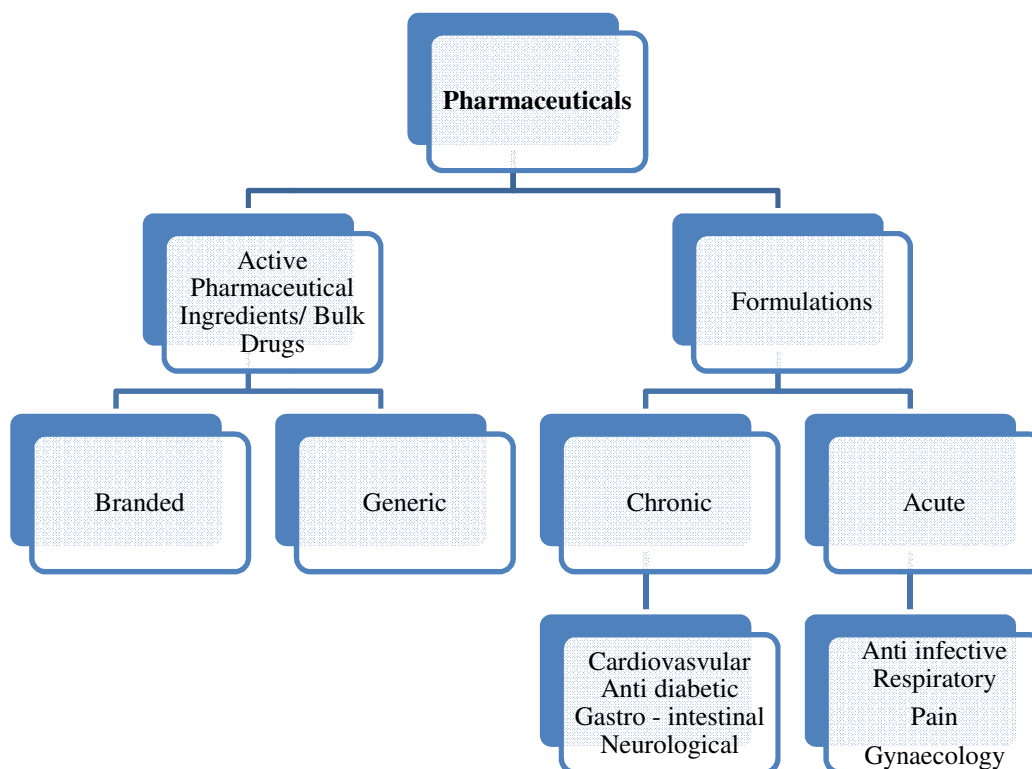 Pharmaceuticals
Active
Pharmaceutical
Ingredients/ Bulk
Drugs
Formulations
Branded
Generic
Chronic
Acute
Cardiovasvular
Anti diabetic
Gastro - intestinal
Neurological
Anti infective
Respiratory
Pain
Gynaecology